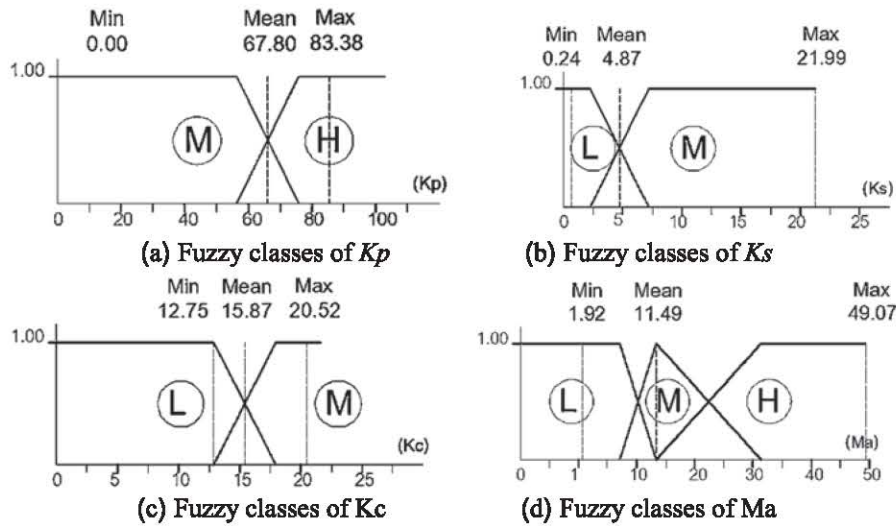 Min Mean Max
0.00 67.80 83.38
1.00
M H
(Kp)
0 20 40 60 80 100
(a) Fuzzy classes of Kp
Min Mean Max
0.24 4.87 21.99
1.00
L M
(Ks)
0 5 10 15 20 25
(b) Fuzzy classes of Ks
Min Mean Max
12.75 15.87 20.52
1.00
L M
(Kc)
0 5 10 15 20 25
(c) Fuzzy classes of Kc
Min Mean Max
1.92 11.49 49.07
1.00
L M H
(Ma)
0 1 10 20 30 40 50
(d) Fuzzy classes of Ma